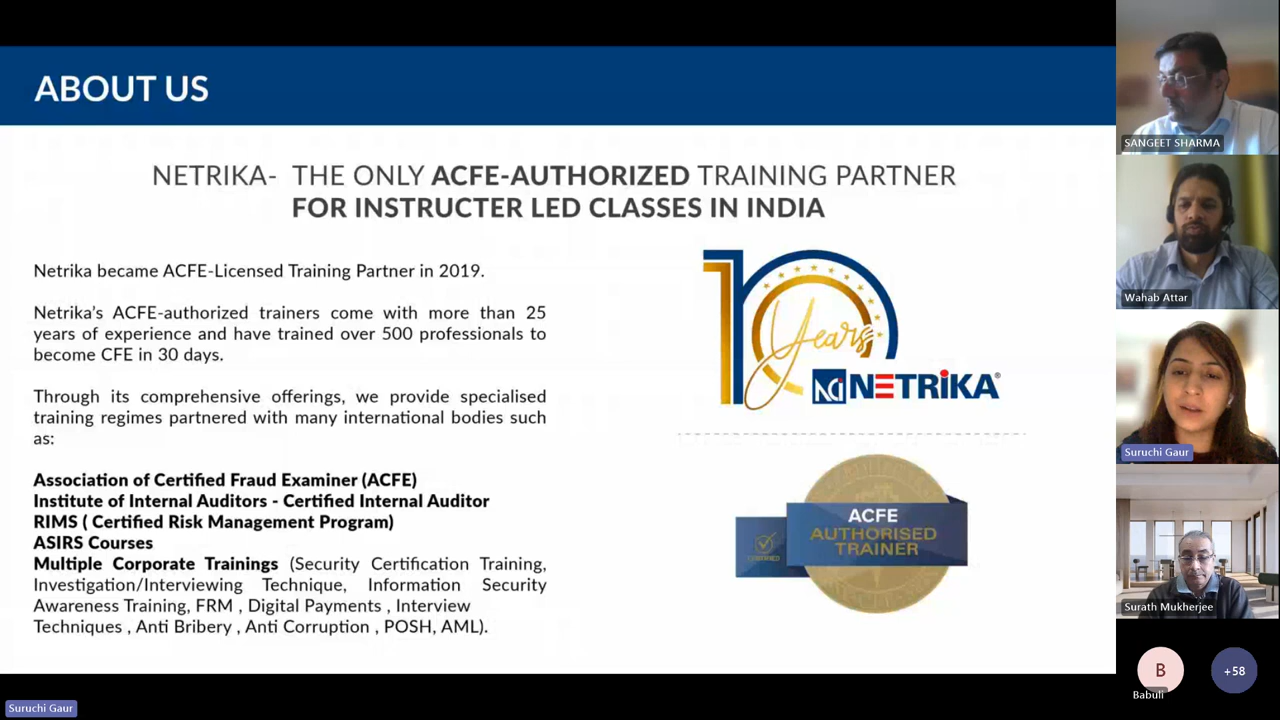 ABOUT US
NETRIKA- THE ONLY ACFE-AUTHORIZED TRAINING PARTNER
FOR INSTRUCTER LED CLASSES IN INDIA
Netrika became ACFE-Licensed Training Partner in 2019.
Netrika's ACFE-authorized trainers come with more than 25
years of experience and have trained over 500 professionals to
become CFE in 30 days.
Through its comprehensive offerings, we provide specialised
training regimes partnered with many international bodies such
as:
Association of Certified Fraud Examiner (ACFE)
Institute of Internal Auditors - Certified Internal Auditor
RIMS ( Certified Risk Management Program)
ASIRS Courses
Multiple Corporate Trainings (Security Certification Training,
Investigation/Interviewing Technique, Information Security
Awareness Training, FRM , Digital Payments , Interview
Techniques , Anti Bribery , Anti Corruption , POSH, AML).
10 Years
NETRIKA®
ACFE
AUTHORISED
TRAINER
SANGEET SHARMA
Wahab Attar
Suruchi Gaur
Surath Mukherjee
B
Babuli
+58
Suruchi Gaur